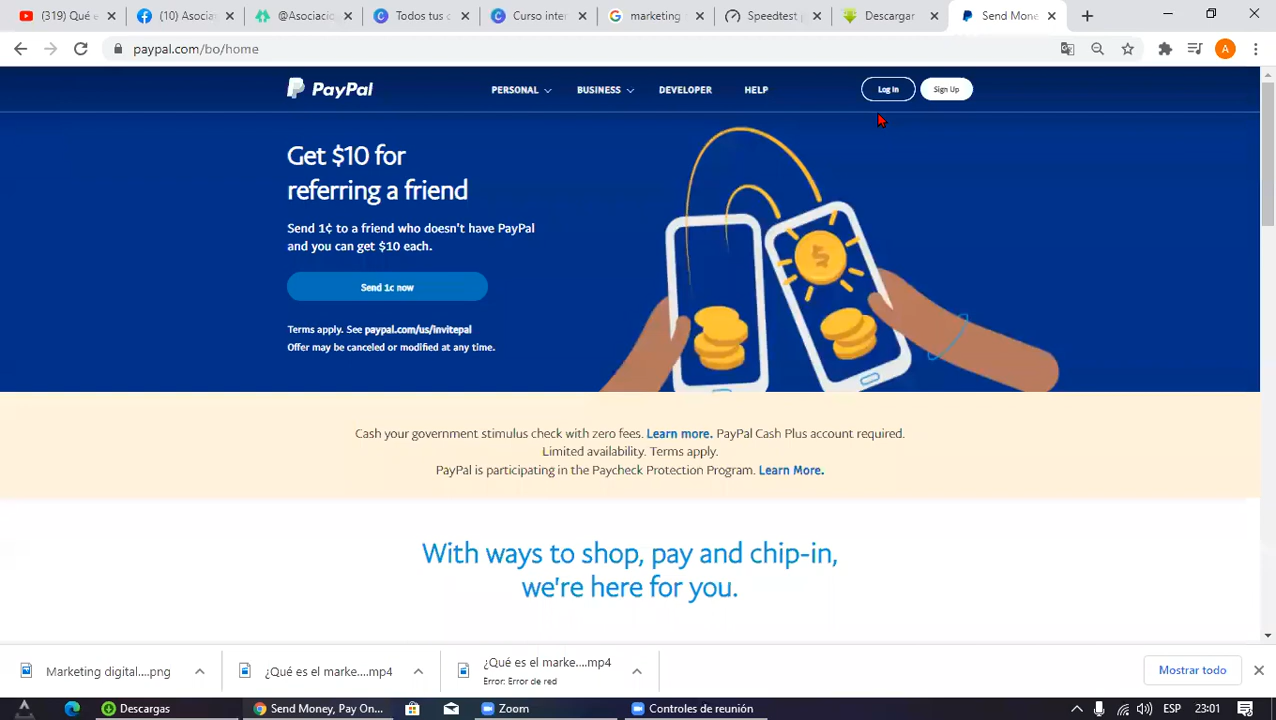 (319) Qué
(10) Asocia
@Asociaci
Todos tus c
Curso inter
marketing
Speedtest p
Descargar
Send Mone
paypal.com/bo/home
A
PayPal
PERSONAL
BUSINESS
DEVELOPER
HELP
Log In
Sign Up
Get $10 for
referring a friend
Send 1¢ to a friend who doesn't have PayPal
and you can get $10 each.
Send 1c now
Terms apply. See paypal.com/us/invitepal
Offer may be canceled or modified at any time.
Cash your government stimulus check with zero fees. Learn more. PayPal Cash Plus account required.
Limited availability. Terms apply.
PayPal is participating in the Paycheck Protection Program. Learn More.
With ways to shop, pay and chip-in,
we're here for you.
Marketing digital....png
¿Qué es el marke....mp4
¿Qué es el marke....mp4
Error: Error de red
Mostrar todo
Descargas
Send Money, Pay On...
Zoom
Controles de reunión
ESP
23:01